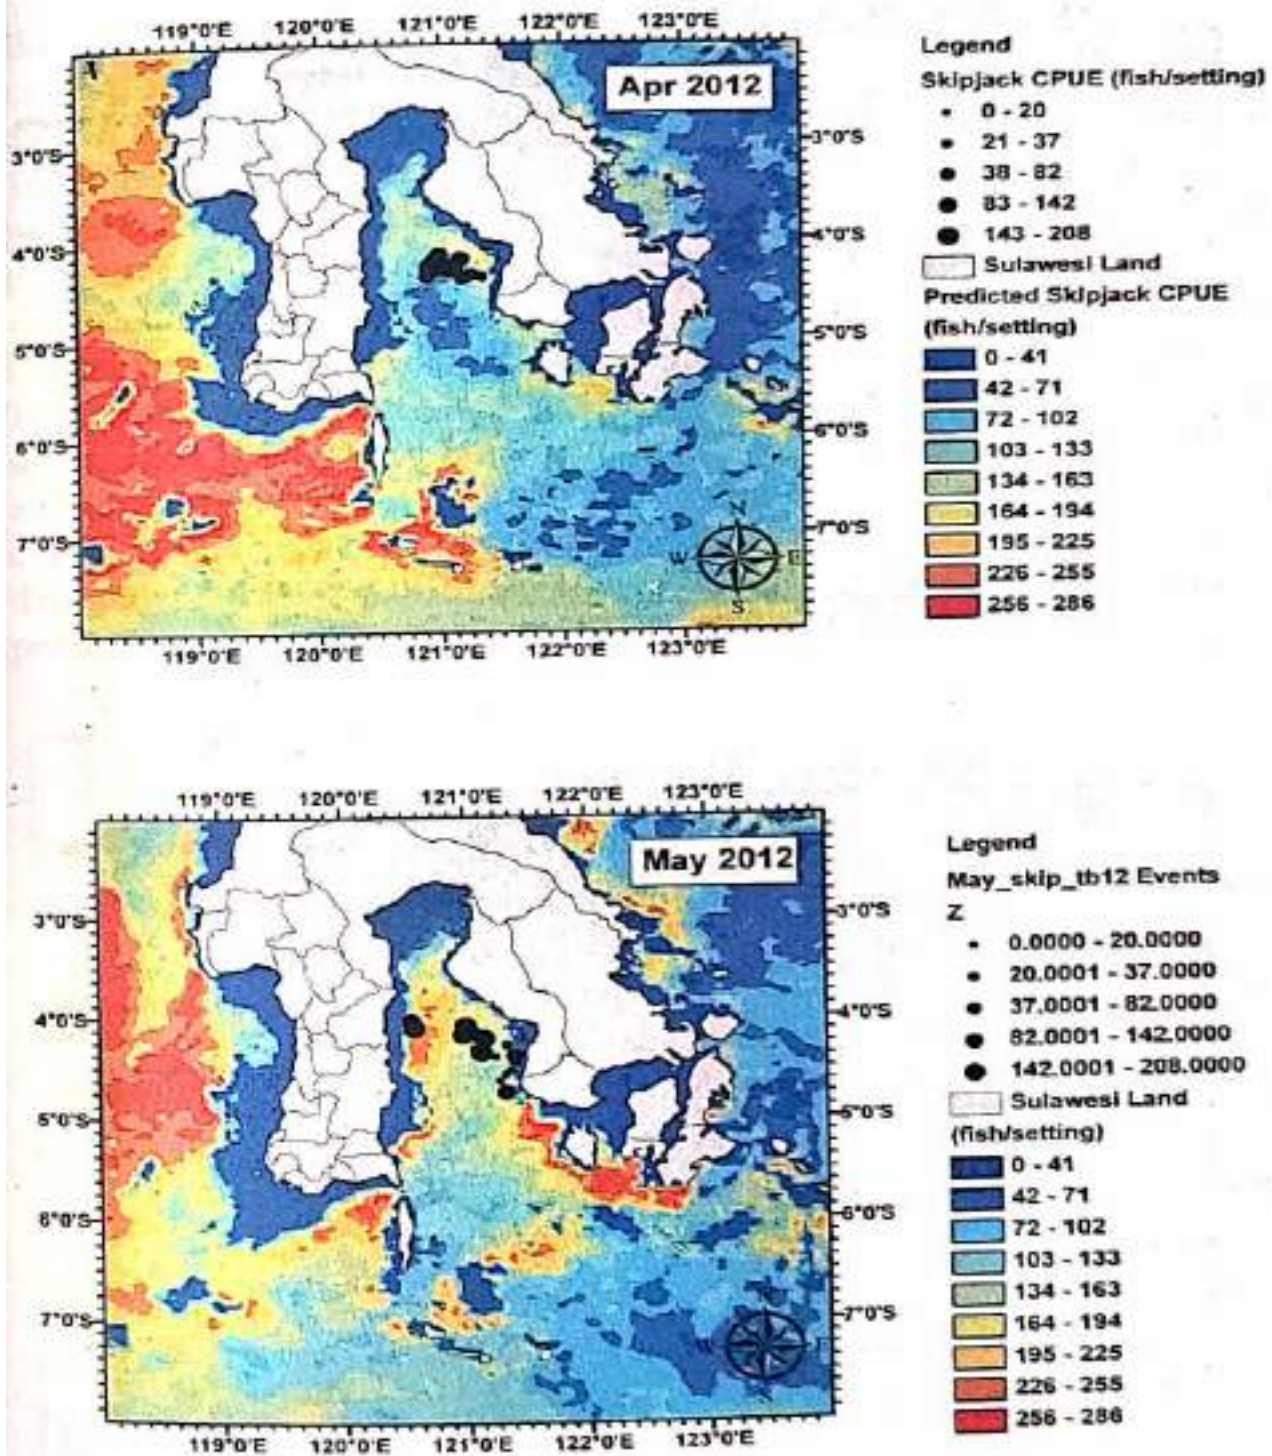 119°0'E 120°0'E 121°0'E 122°0'E 123°0'E
Apr 2012
3°0'S
4°0'S
5°0'S
6°0'S
7°0'S
3°0'S
4°0'S
5°0'S
6°0'S
7°0'S
N
W E
S
119°0'E 120°0'E 121°0'E 122°0'E 123°0'E
Legend
Skipjack CPUE (fish/setting)
0 - 20
21 - 37
38 - 82
83 - 142
143 - 208
Sulawesi Land
Predicted Skipjack CPUE
(fish/setting)
0 - 41
42 - 71
72 - 102
103 - 133
134 - 163
164 - 194
195 - 225
226 - 255
256 - 286
119°0'E 120°0'E 121°0'E 122°0'E 123°0'E
May 2012
3°0'S
4°0'S
5°0'S
6°0'S
7°0'S
3°0'S
4°0'S
5°0'S
6°0'S
7°0'S
119°0'E 120°0'E 121°0'E 122°0'E 123°0'E
Legend
May_skip_tb12 Events
Z
0.0000 - 20.0000
20.0001 - 37.0000
37.0001 - 82.0000
82.0001 - 142.0000
142.0001 - 208.0000
Sulawesi Land
(fish/setting)
0 - 41
42 - 71
72 - 102
103 - 133
134 - 163
164 - 194
195 - 225
226 - 255
256 - 286